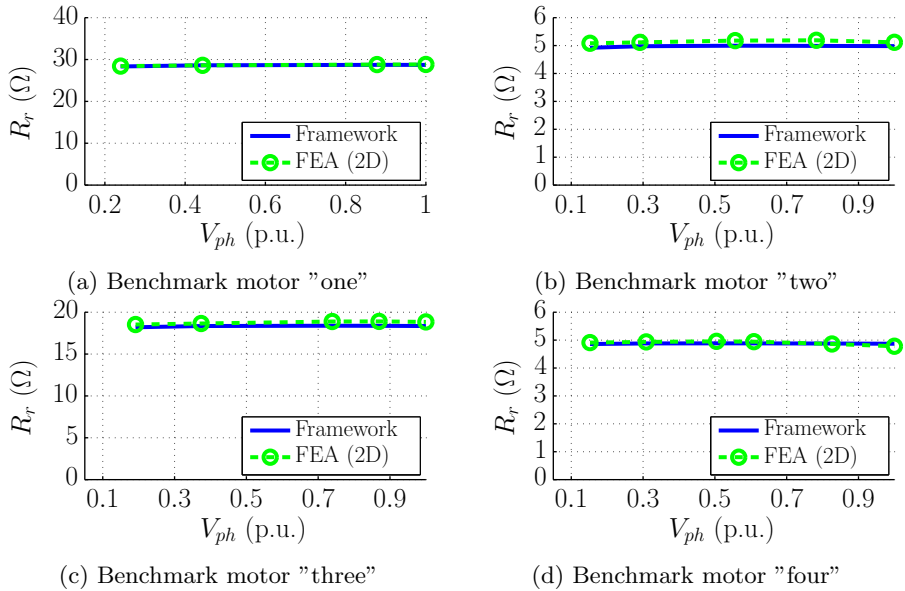 40
30
20
10
0
R_r (Ω)
0.2 0.4 0.6 0.8 1
V_ph (p.u.)
Framework
FEA (2D)
(a) Benchmark motor "one"
6
5
4
3
2
1
0
R_r (Ω)
0.1 0.3 0.5 0.7 0.9
V_ph (p.u.)
Framework
FEA (2D)
(b) Benchmark motor "two"
20
15
10
5
0
R_r (Ω)
0.1 0.3 0.5 0.7 0.9
V_ph (p.u.)
Framework
FEA (2D)
(c) Benchmark motor "three"
6
5
4
3
2
1
0
R_r (Ω)
0.1 0.3 0.5 0.7 0.9
V_ph (p.u.)
Framework
FEA (2D)
(d) Benchmark motor "four"